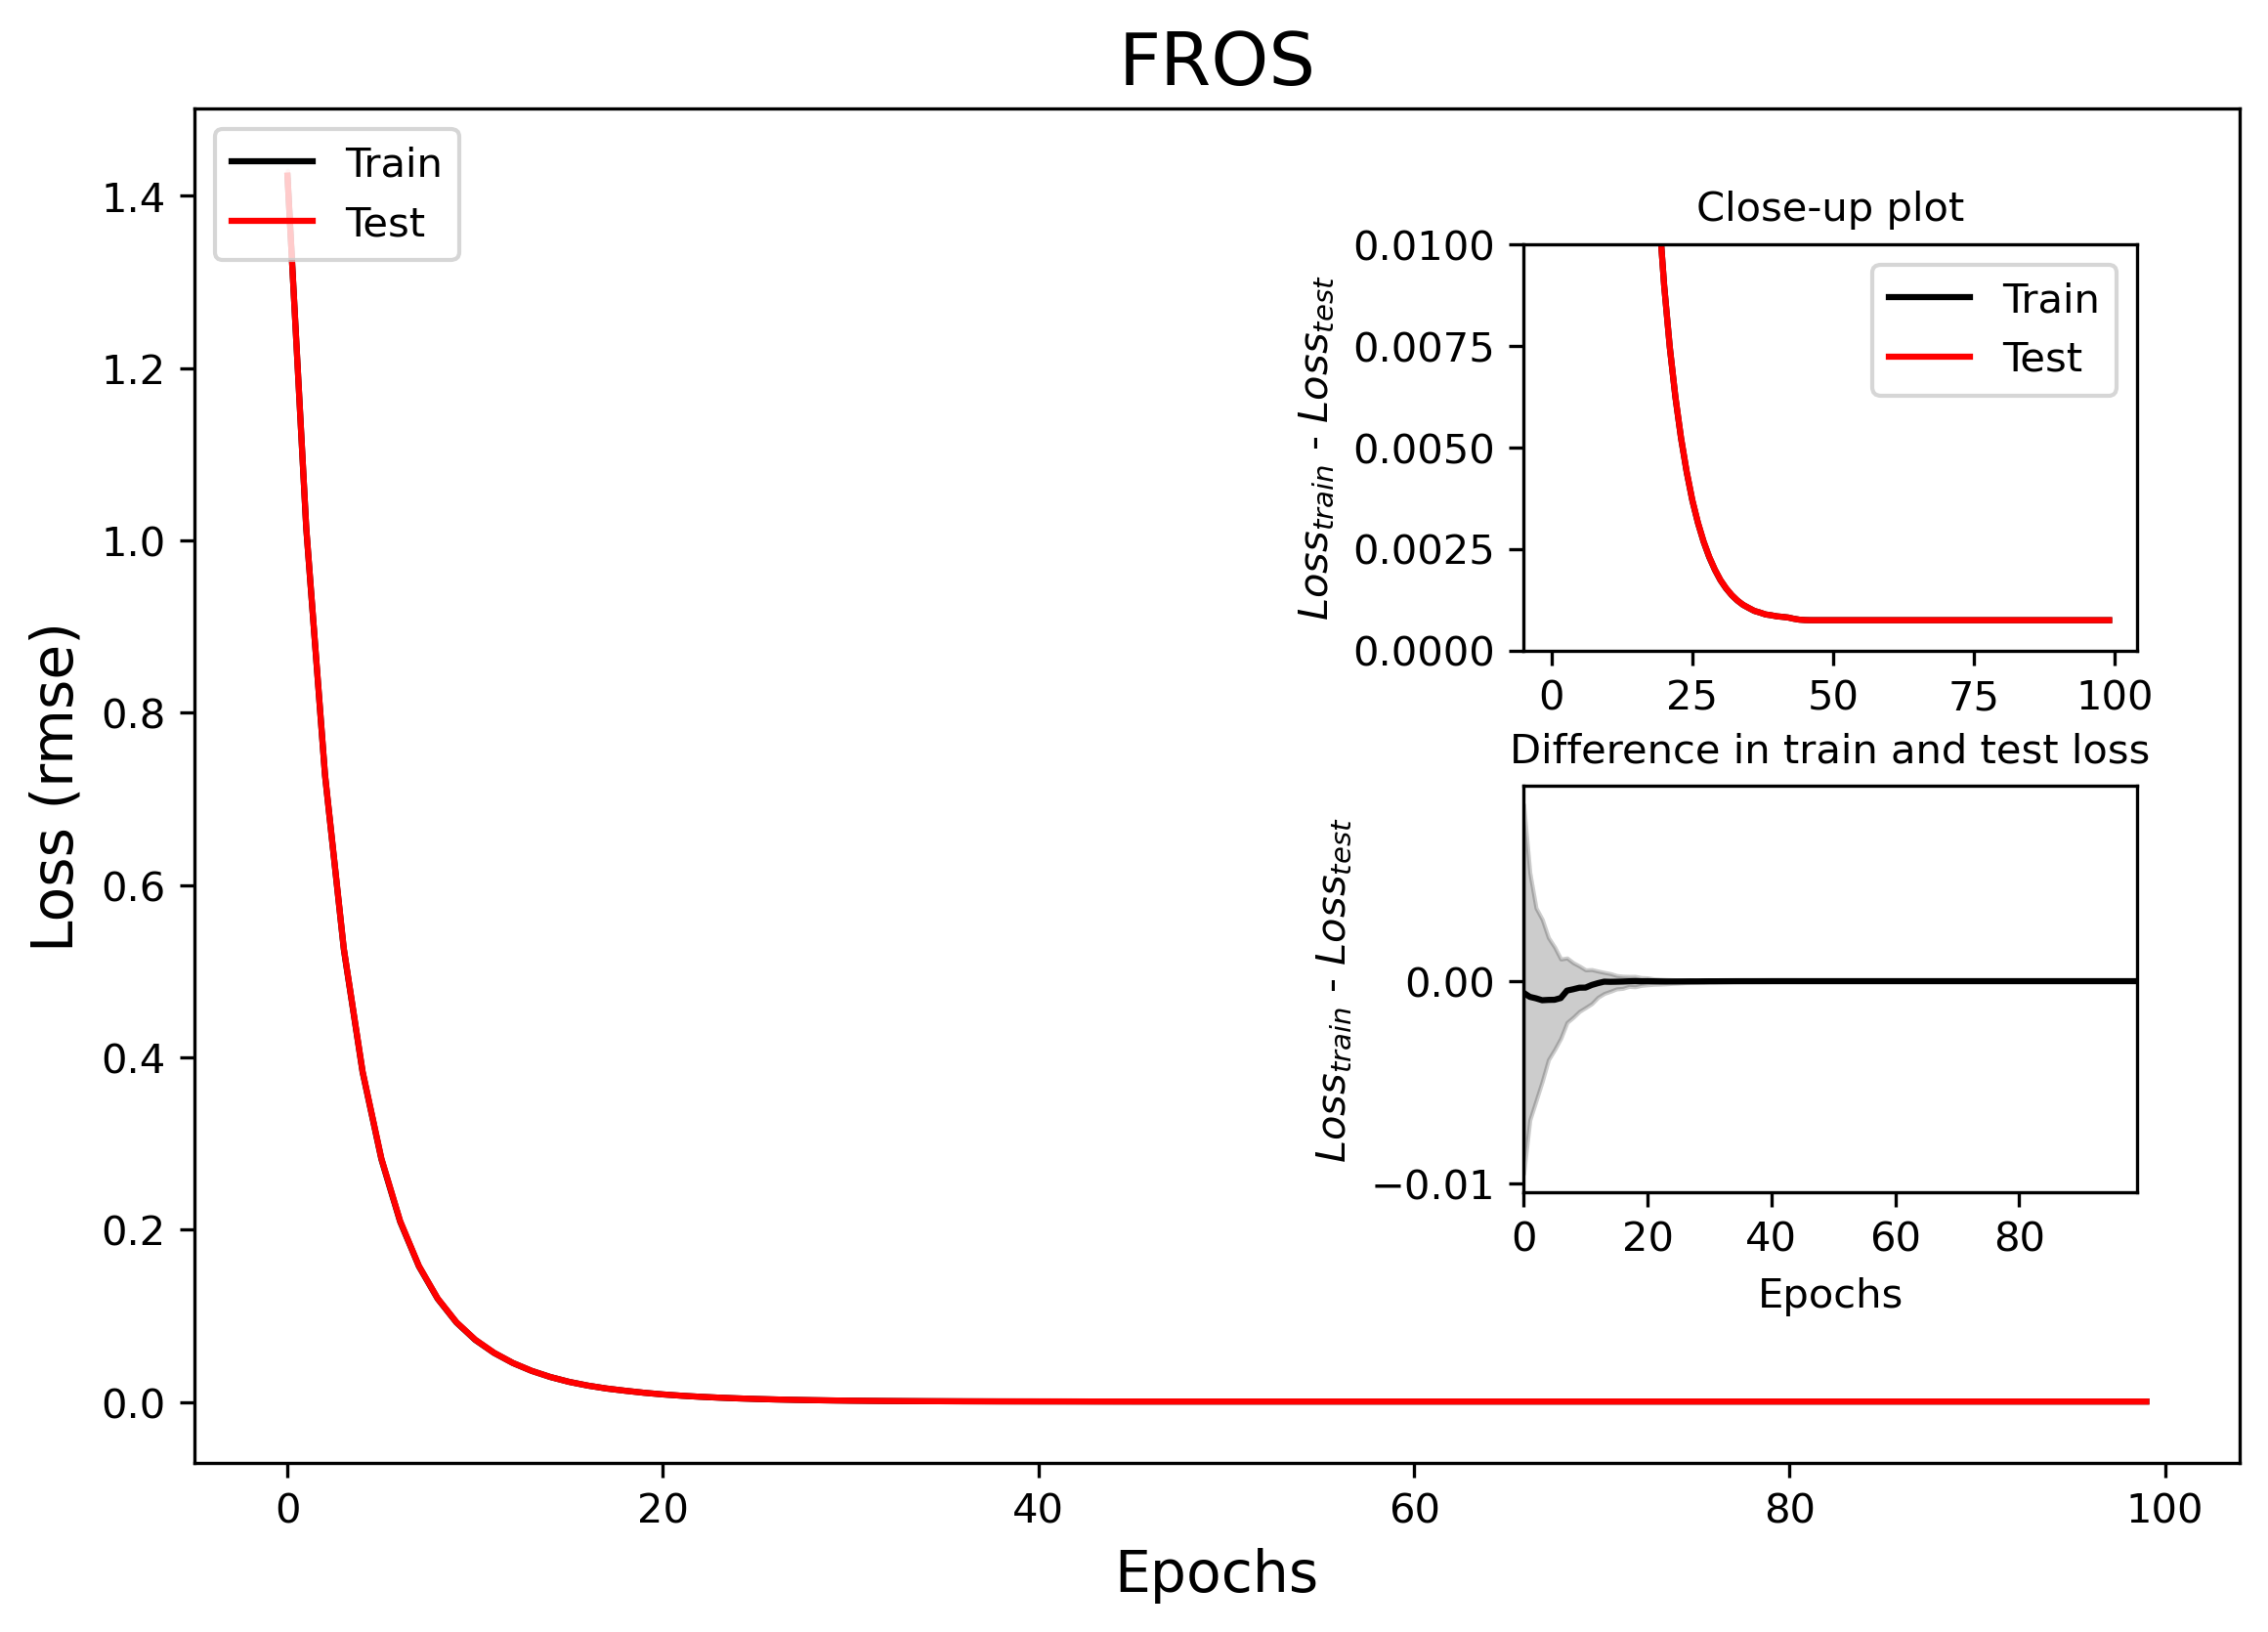 FROS
Train
Test
1.4
1.2
1.0
0.8
0.6
0.4
0.2
0.0
Loss (rmse)
0
20
40
60
80
100
Epochs
Close-up plot
Train
Test
0.0100
0.0075
0.0050
0.0025
0.0000
Loss_train - Loss_test
0
25
50
75
100
Difference in train and test loss
0.00
−0.01
Loss_train - Loss_test
0
20
40
60
80
Epochs